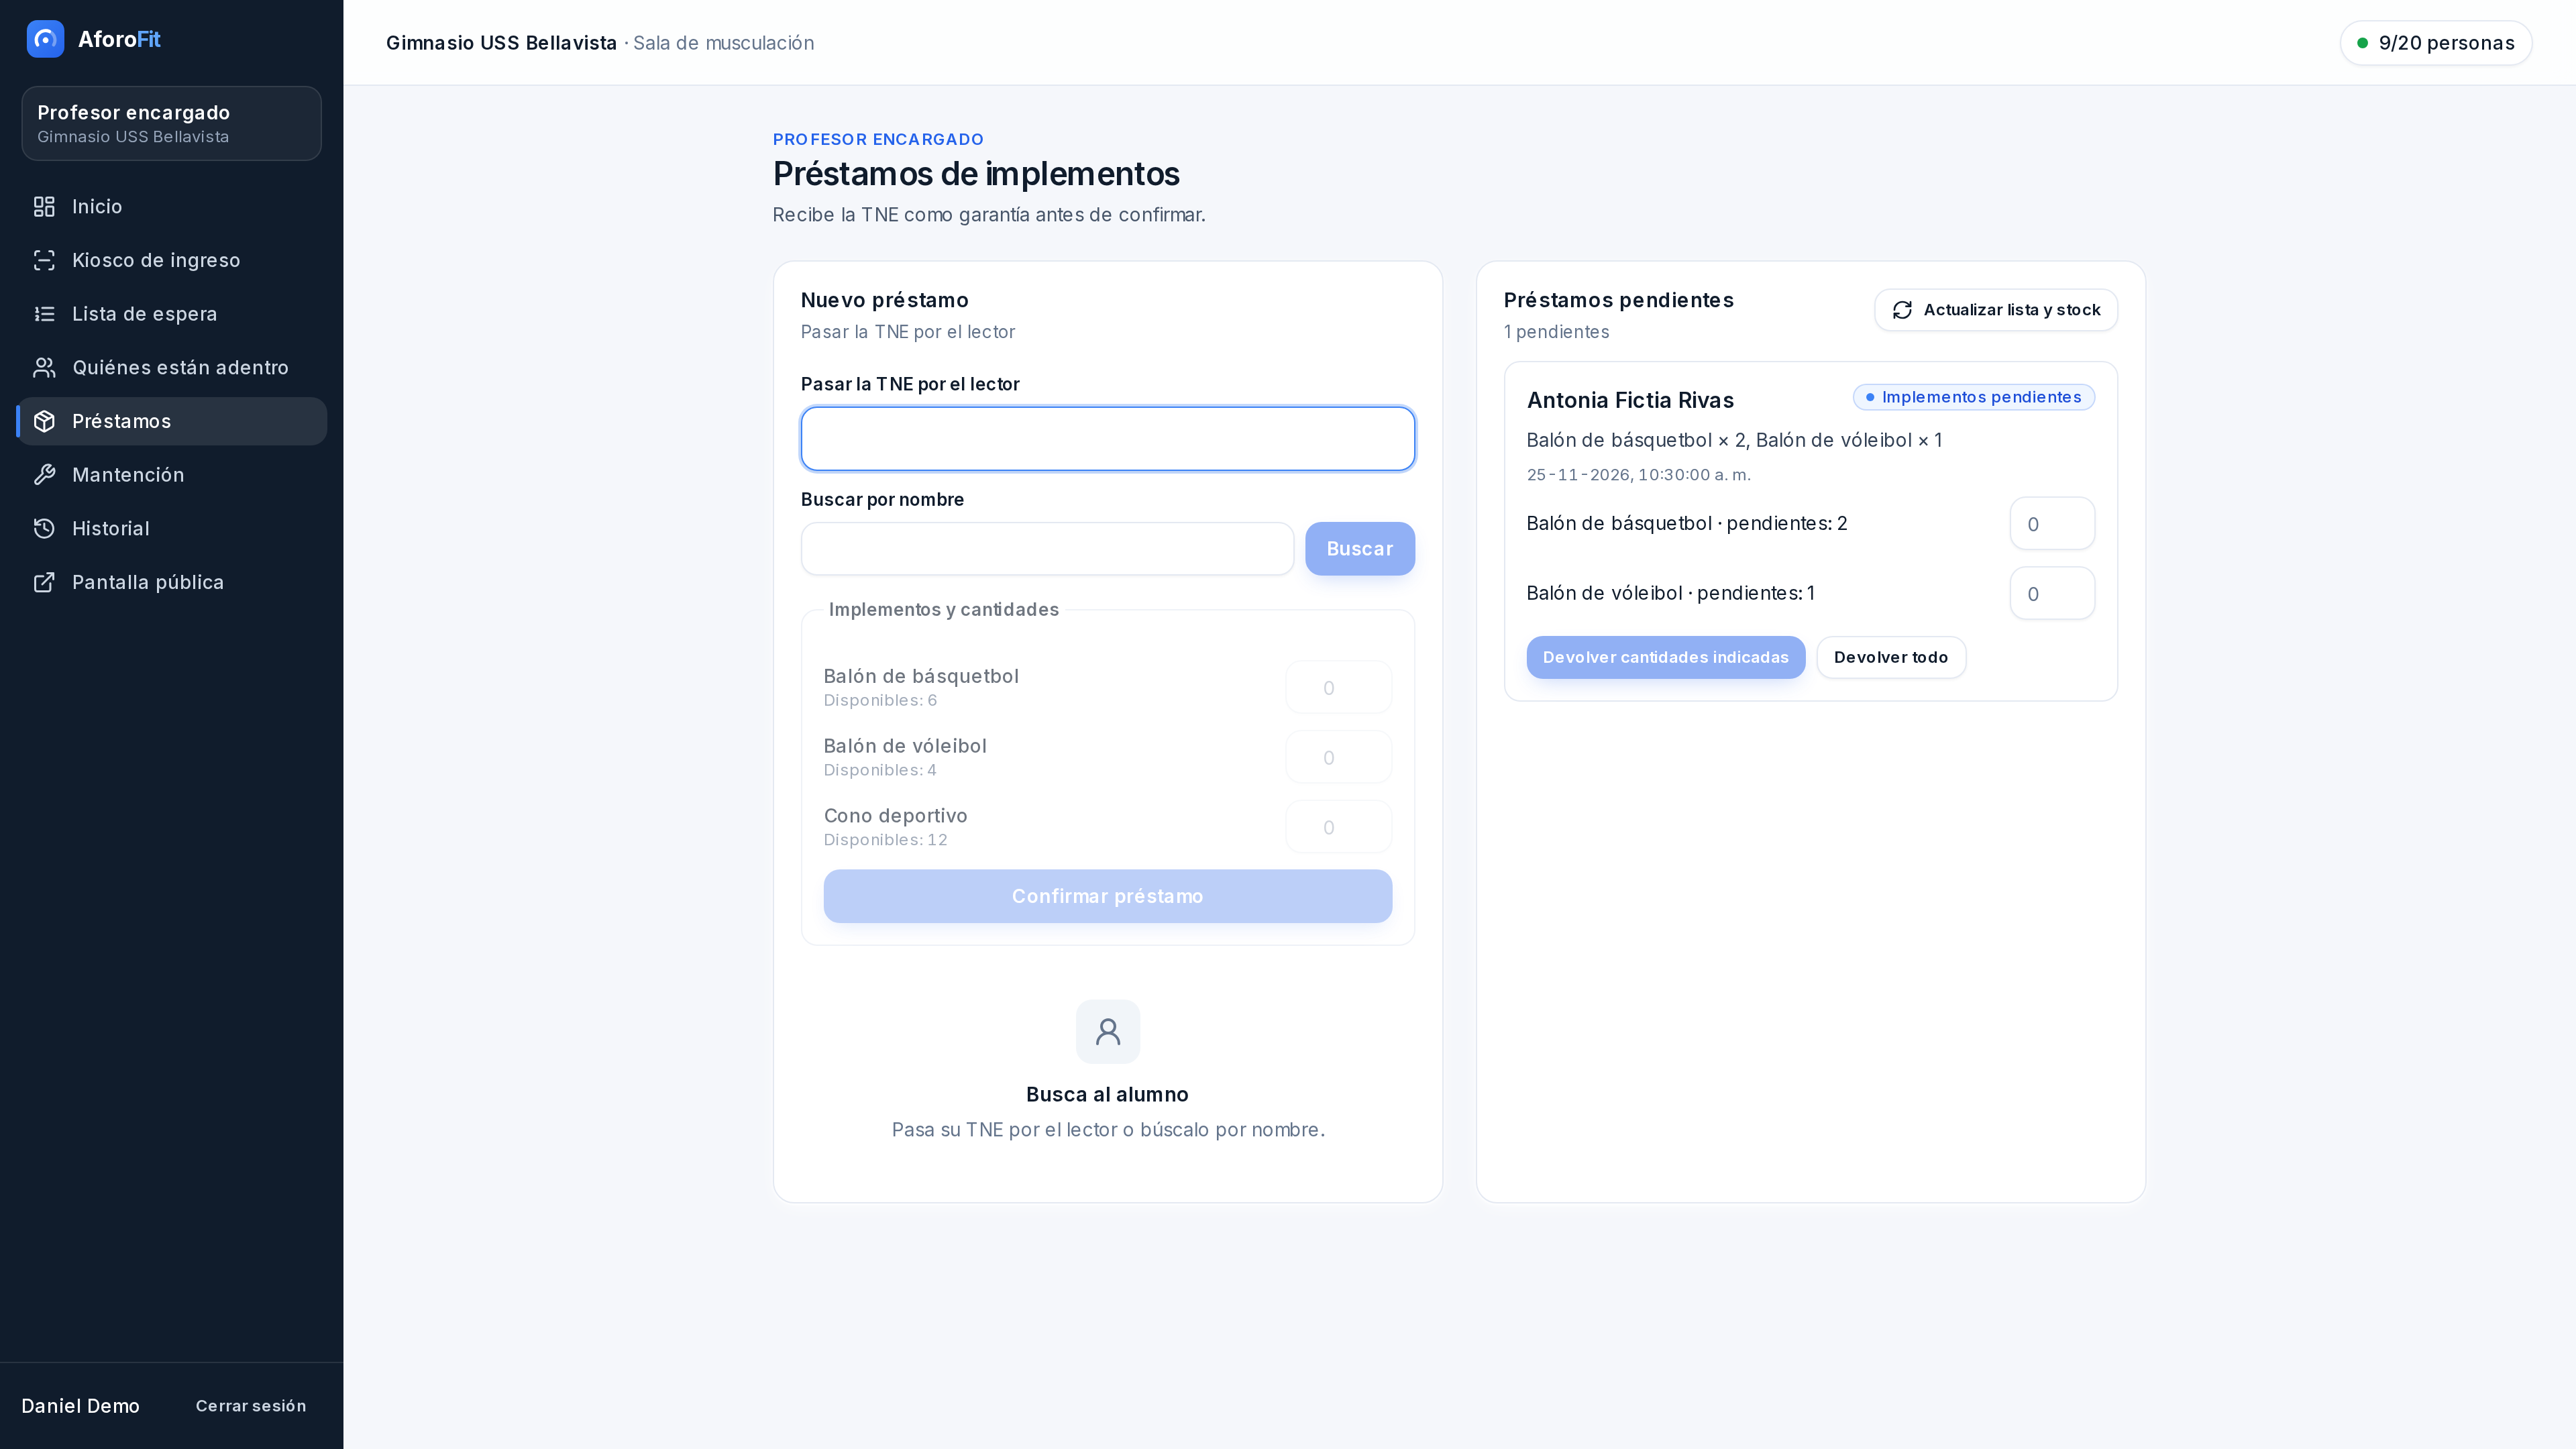 AforoFit
Profesor encargado
Gimnasio USS Bellavista
Inicio
Kiosco de ingreso
Lista de espera
Quiénes están adentro
Préstamos
Mantención
Historial
Pantalla pública
Daniel Demo
Cerrar sesión
Gimnasio USS Bellavista · Sala de musculación
9/20 personas
PROFESOR ENCARGADO
Préstamos de implementos
Recibe la TNE como garantía antes de confirmar.
Nuevo préstamo
Pasar la TNE por el lector
Pasar la TNE por el lector
Buscar por nombre
Buscar
Implementos y cantidades
Balón de básquetbol
Disponibles: 6
0
Balón de vóleibol
Disponibles: 4
0
Cono deportivo
Disponibles: 12
0
Confirmar préstamo
Busca al alumno
Pasa su TNE por el lector o búscalo por nombre.
Préstamos pendientes
1 pendientes
Actualizar lista y stock
Antonia Fictia Rivas
Implementos pendientes
Balón de básquetbol × 2, Balón de vóleibol × 1
25-11-2026, 10:30:00 a. m.
Balón de básquetbol · pendientes: 2
0
Balón de vóleibol · pendientes: 1
0
Devolver cantidades indicadas
Devolver todo